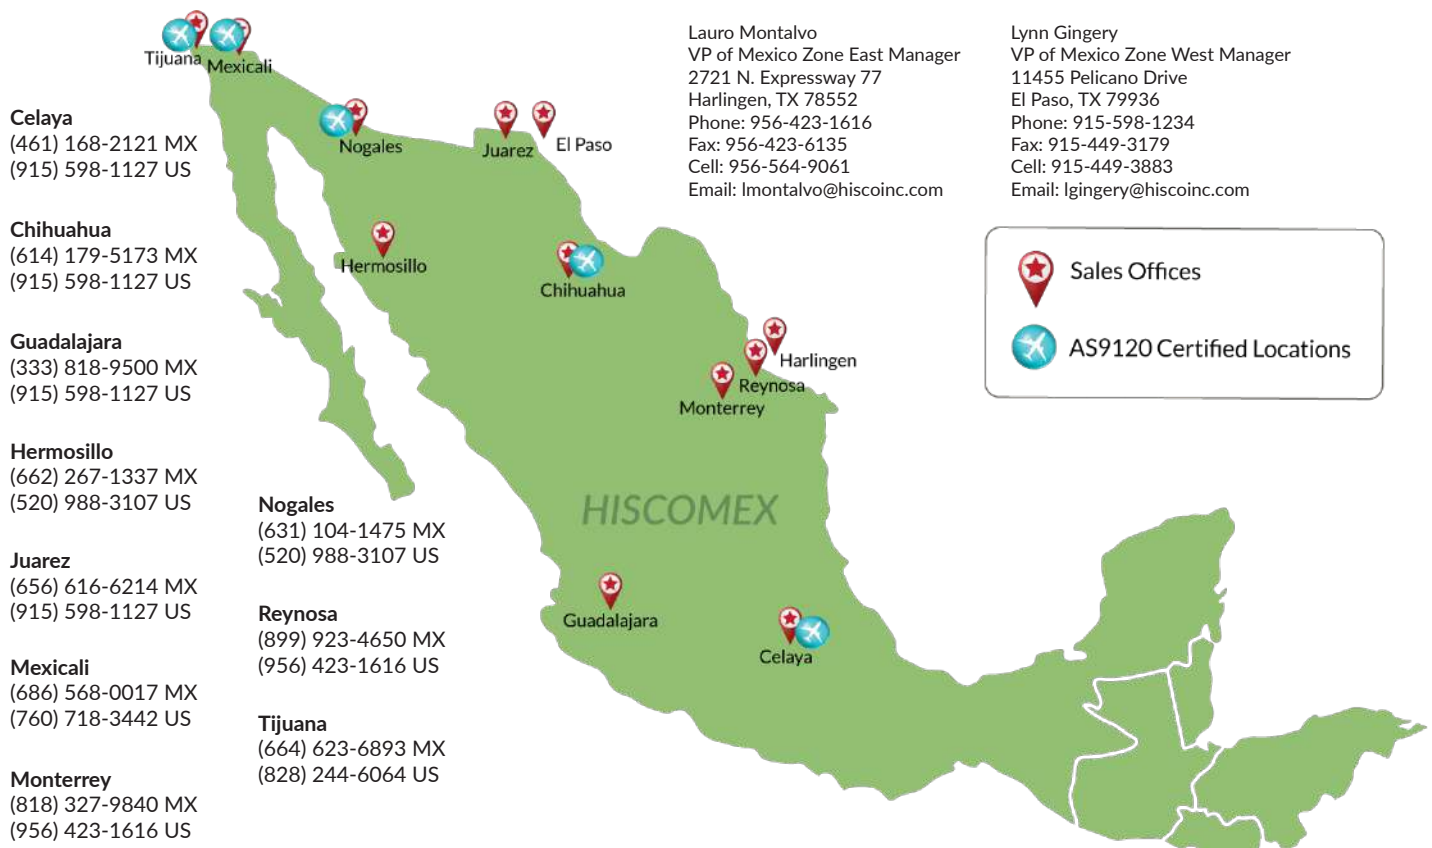 Lauro Montalvo
VP of Mexico Zone East Manager
2721 N. Expressway 77
Harlingen, TX 78552
Phone: 956-423-1616
Fax: 956-423-6135
Cell: 956-564-9061
Email: lmontalvo@hiscoinc.com
Lynn Gingery
VP of Mexico Zone West Manager
11455 Pelicano Drive
El Paso, TX 79936
Phone: 915-598-1234
Fax: 915-449-3179
Cell: 915-449-3883
Email: lgingery@hiscoinc.com
Sales Offices
AS9120 Certified Locations
Tijuana
Mexicali
Nogales
Juarez
El Paso
Hermosillo
Chihuahua
Harlingen
Reynosa
Monterrey
HISCOMEX
Guadalajara
Celaya
Celaya
(461) 168-2121 MX
(915) 598-1127 US
Chihuahua
(614) 179-5173 MX
(915) 598-1127 US
Guadalajara
(333) 818-9500 MX
(915) 598-1127 US
Hermosillo
(662) 267-1337 MX
(520) 988-3107 US
Juarez
(656) 616-6214 MX
(915) 598-1127 US
Mexicali
(686) 568-0017 MX
(760) 718-3442 US
Monterrey
(818) 327-9840 MX
(956) 423-1616 US
Nogales
(631) 104-1475 MX
(520) 988-3107 US
Reynosa
(899) 923-4650 MX
(956) 423-1616 US
Tijuana
(664) 623-6893 MX
(828) 244-6064 US